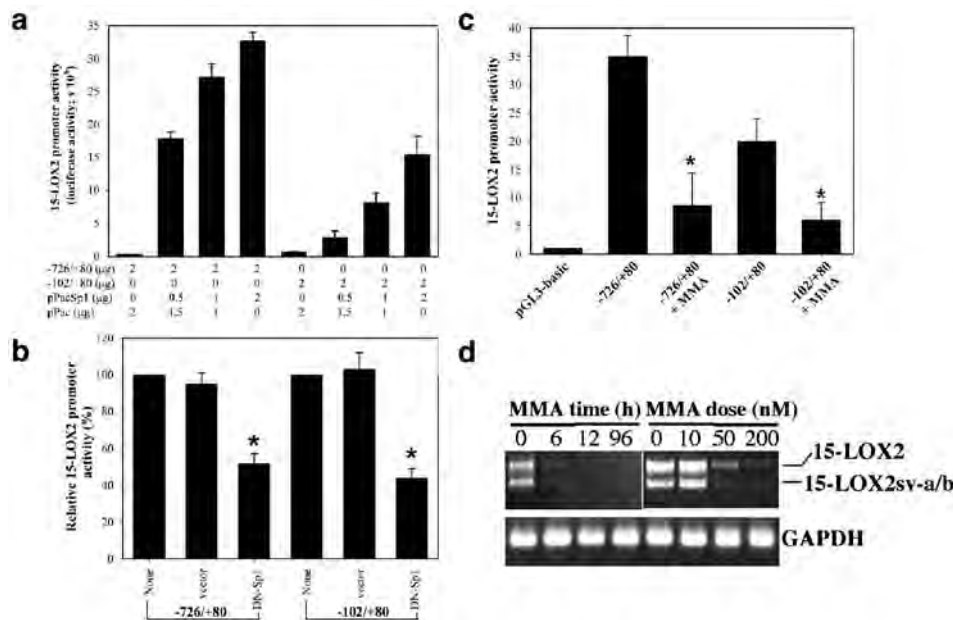 a
15-LOX2 promoter activity
(luciferase activity; x 10
35
30
25
20
15
10
5
0
-726/+80 (µg) 2 2 2 2 0 0 0 0
-102/+80 (µg) 0 0 0 0 2 2 2 2
pPacSp1 (µg) 0 0.5 1 2 0 0.5 1 2
pPac (µg) 2 1.5 1 0 2 1.5 1 0
b
Relative 15-LOX2 promoter
activity (%)
120
100
80
60
40
20
0
* *
None vector DN-Sp1 None vector DN-Sp1
-726/+80 -102/+80
c
15-LOX2 promoter activity
40
35
30
25
20
15
10
5
0
* *
pGL3-basic
-726/+80
-726/+80
+MMA
-102/+80
-102/+80
+ MMA
d
MMA time (h) MMA dose (nM)
0 6 12 96 0 10 50 200
15-LOX2
15-LOX2sv-a/b
GAPDH